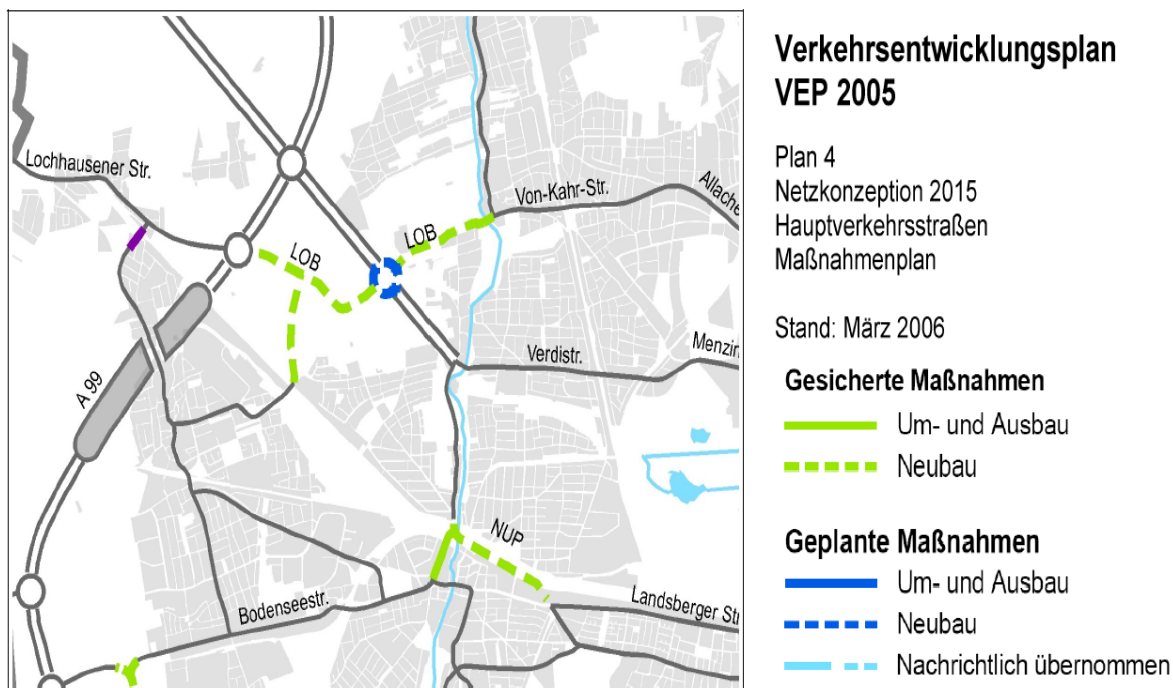 Lochhausener Str.
Von-Kahr-Str.
Allache
LOB
LOB
Verdistr.
Menzin
A 99
NUP
Bodenseestr.
Landsberger Str
Verkehrsentwicklungsplan
VEP 2005
Plan 4
Netzkonzeption 2015
Hauptverkehrsstraßen
Maßnahmenplan
Stand: März 2006
Gesicherte Maßnahmen
Um- und Ausbau
Neubau
Geplante Maßnahmen
Um- und Ausbau
Neubau
Nachrichtlich übernommen